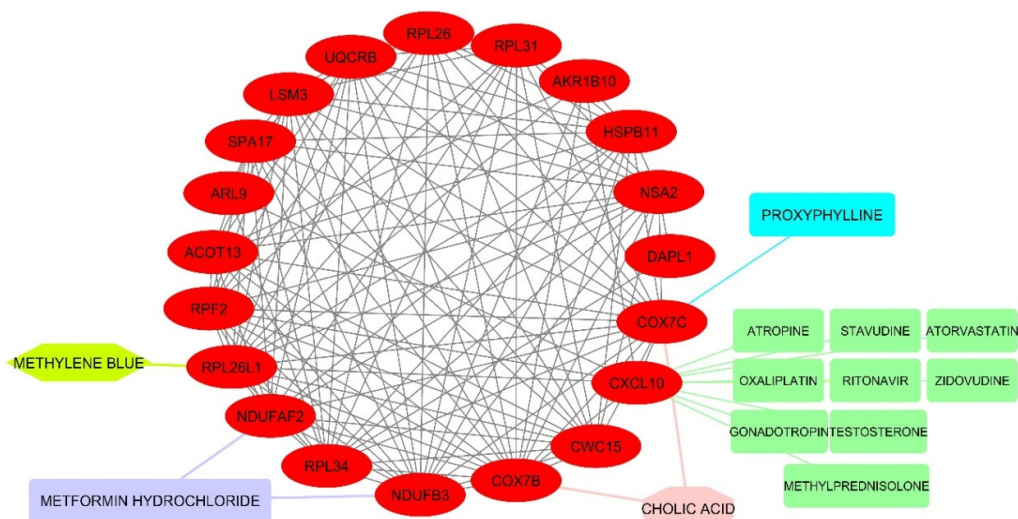 RPL26
RPL31
UQCRB
AKR1B10
LSM3
HSPB11
SPA17
NSA2
ARL9
PROXYPHYLLINE
ACOT13
DAPL1
RPF2
COX7C
ATROPINE STAVUDINE ATORVASTATIN
METHYLENE BLUE
RPL26L1
CXCL10
OXALIPLATIN RITONAVIR ZIDOVUDINE
NDUFAF2
GONADOTROPIN TESTOSTERONE
CWC15
RPL34
COX7B
METHYLPREDNISOLONE
NDUFB3
METFORMIN HYDROCHLORIDE
CHOLIC ACID